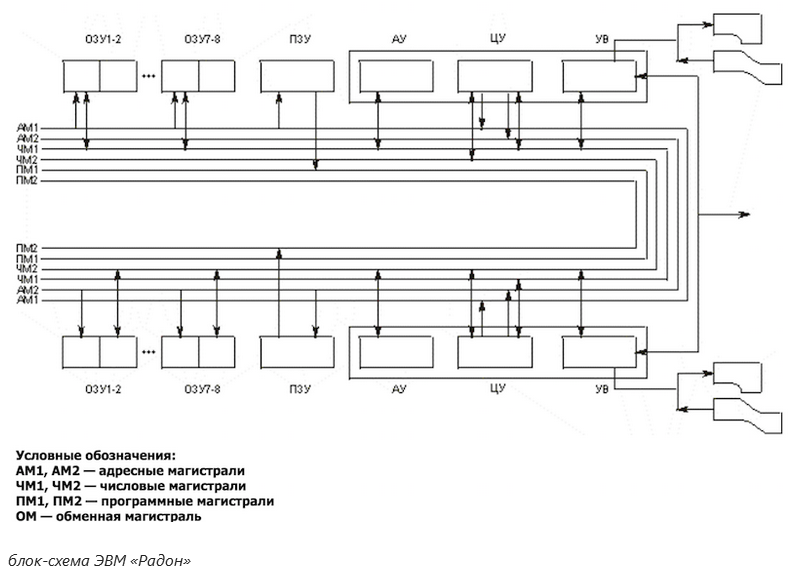 ОЗУ1-2 ОЗУ7-8 ПЗУ АУ ЦУ УВ
АМ1
АМ2
ЧМ1
ЧМ2
ПМ1
ПМ2
ПМ2
ПМ1
ЧМ2
ЧМ1
АМ2
АМ1
ОЗУ1-2 ОЗУ7-8 ПЗУ АУ ЦУ УВ
Условные обозначения:
АМ1, АМ2 — адресные магистрали
ЧМ1, ЧМ2 — числовые магистрали
ПМ1, ПМ2 — программные магистрали
ОМ — обменная магистраль
блок-схема ЭВМ «Радон»